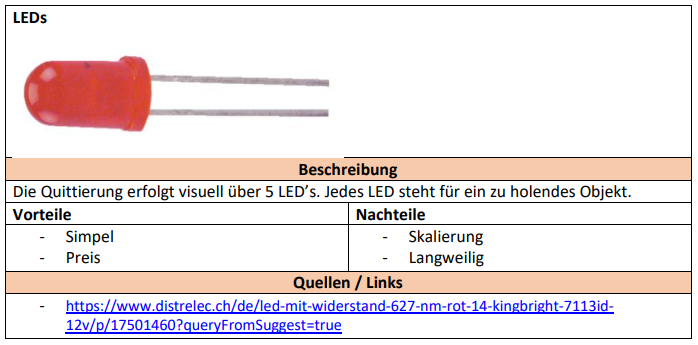 LEDs
Beschreibung
Die Quittierung erfolgt visuell über 5 LED’s. Jedes LED steht für ein zu holendes Objekt.
Vorteile
- Simpel
- Preis
Nachteile
- Skalierung
- Langweilig
Quellen / Links
- https://www.distrelec.ch/de/led-mit-widerstand-627-nm-rot-14-kingbright-7113id-
12v/p/17501460?queryFromSuggest=true